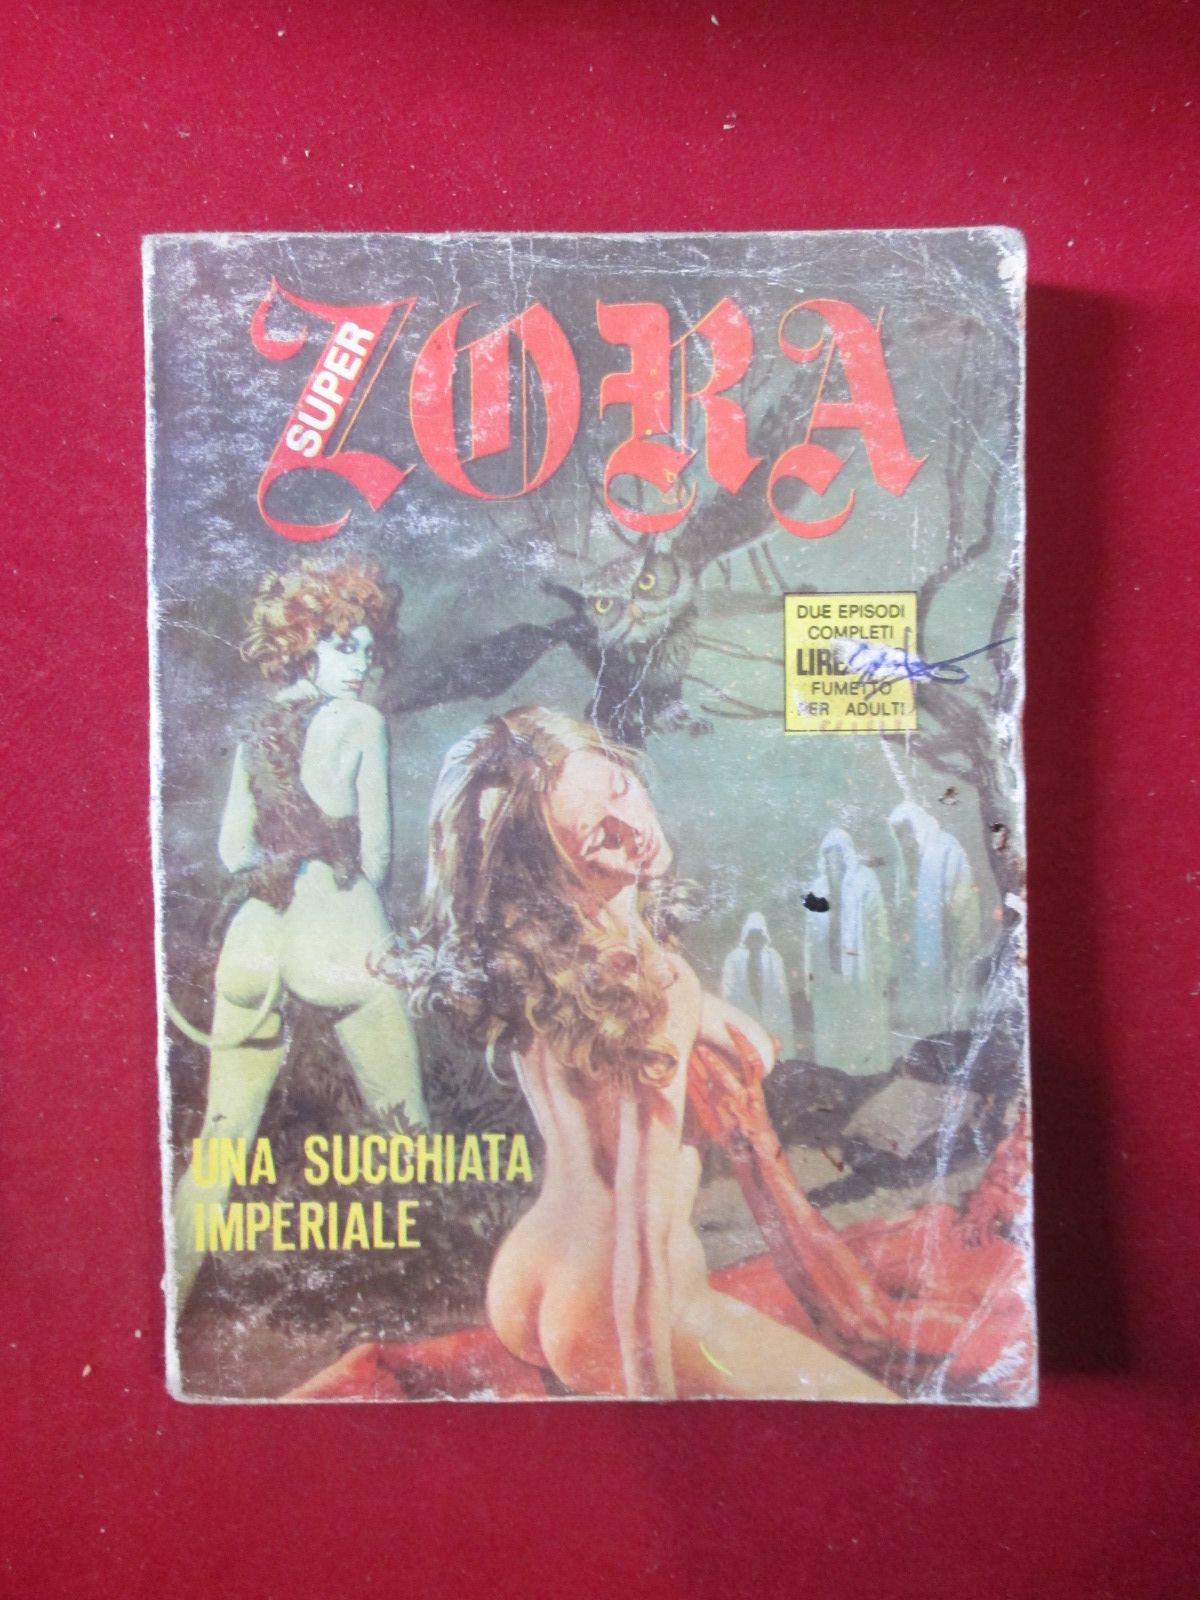 SUPER
ZORA
DUE EPISODI
COMPLETI
LIRE
FUMETTO
PER ADULTI
UNA SUCCHIATA
IMPERIALE